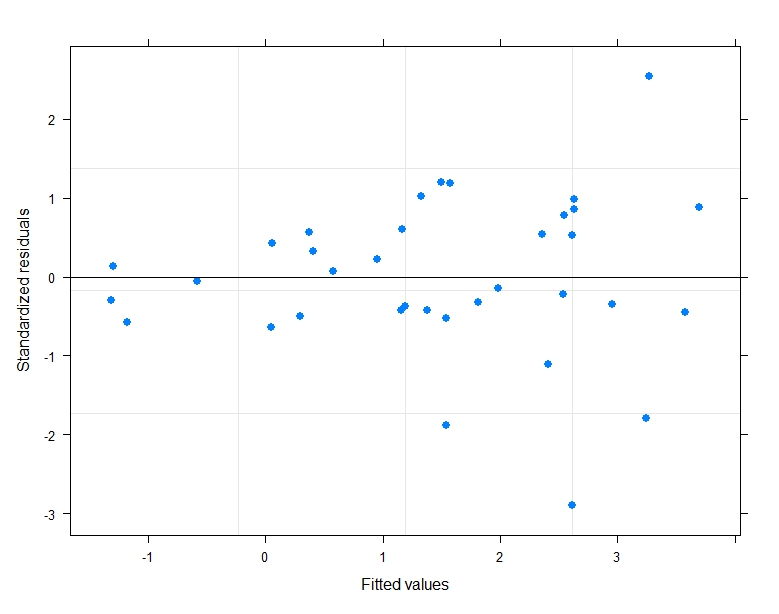 2
1
0
-1
-2
-3
Standardized residuals
-1 0 1 2 3
Fitted values